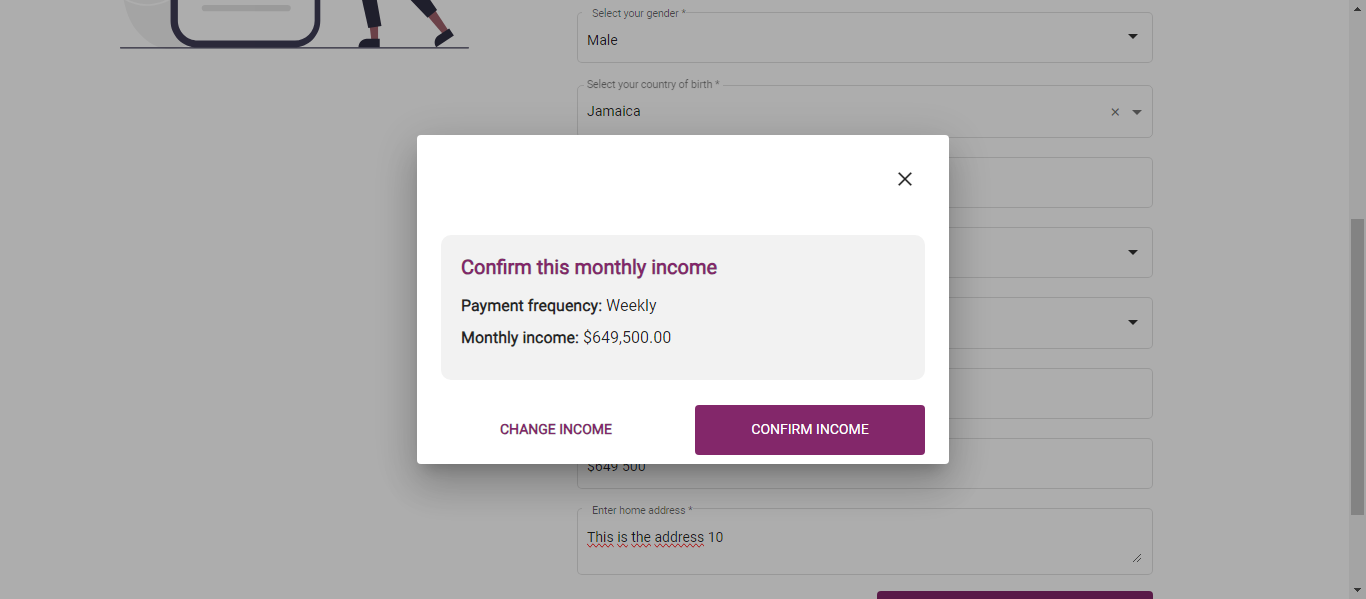 Select your gender *
Male
Select your country of birth *
Jamaica
Confirm this monthly income
Payment frequency: Weekly
Monthly income: $649,500.00
CHANGE INCOME
CONFIRM INCOME
$649 500
Enter home address *
This is the address 10